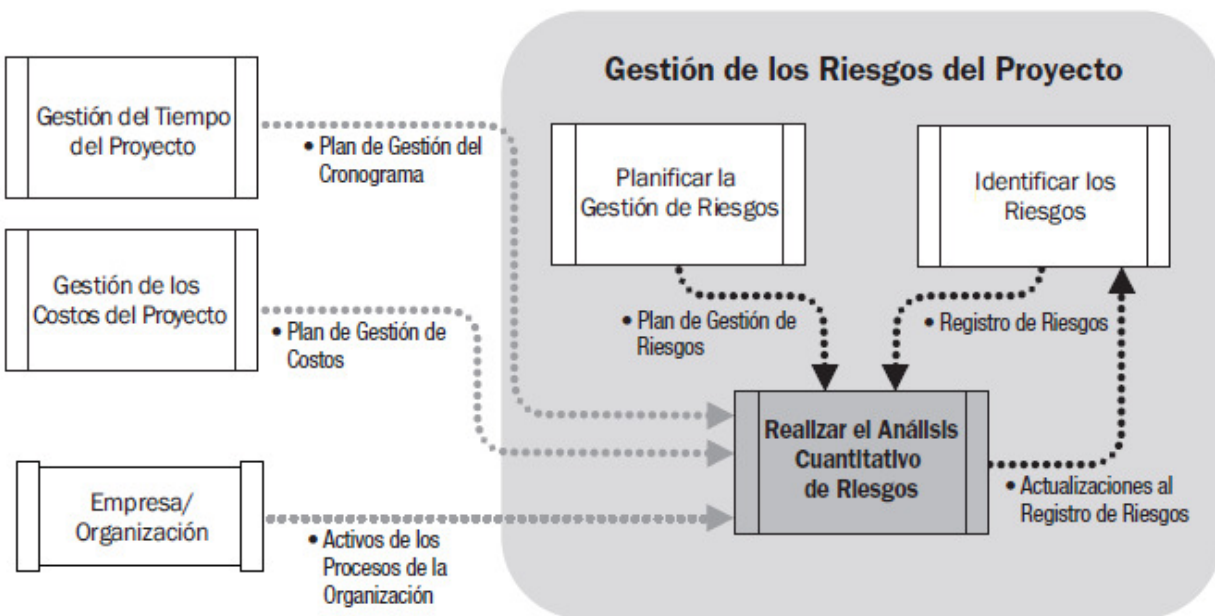 Gestión de los Riesgos del Proyecto
Gestión del Tiempo
del Proyecto
• Plan de Gestión del
Cronograma
Planificar la
Gestión de Riesgos
Identificar los
Riesgos
Gestión de los
Costos del Proyecto
• Plan de Gestión de
Costos
• Plan de Gestión de
Riesgos
• Registro de Riesgos
Realizar el Análisis
Cuantitativo
de Riesgos
• Actualizaciones al
Registro de Riesgos
Empresa/
Organización
• Activos de los
Procesos de la
Organización